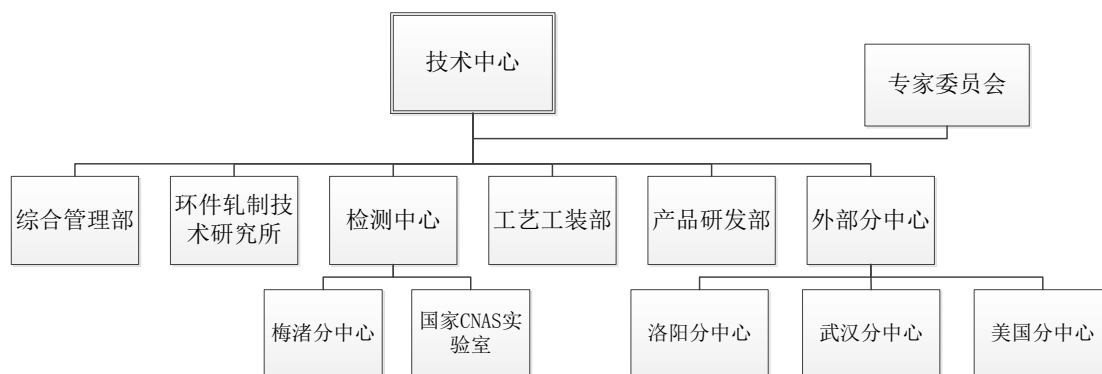 技术中心
专家委员会
综合管理部
环件轧制技
术研究所
检测中心
工艺工装部
产品研发部
外部分中心
梅渚分中心
国家CNAS实
验室
洛阳分中心
武汉分中心
美国分中心